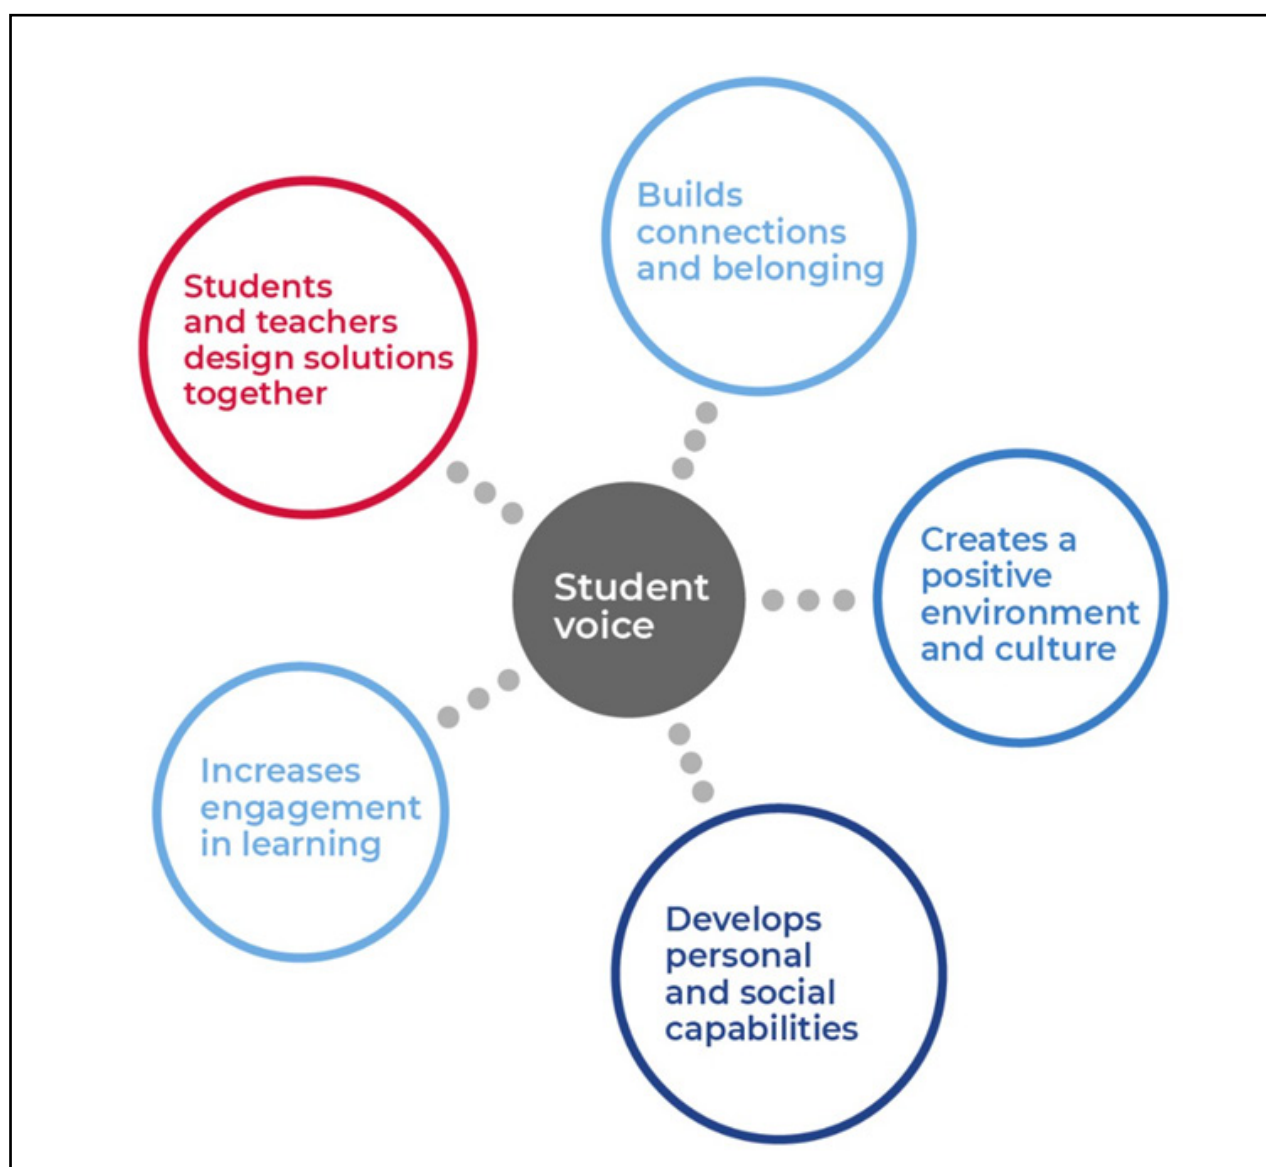 Builds
connections
and belonging
Students
and teachers
design solutions
together
Creates a
positive
environment
and culture
Student
voice
Increases
engagement
in learning
Develops
personal
and social
capabilities